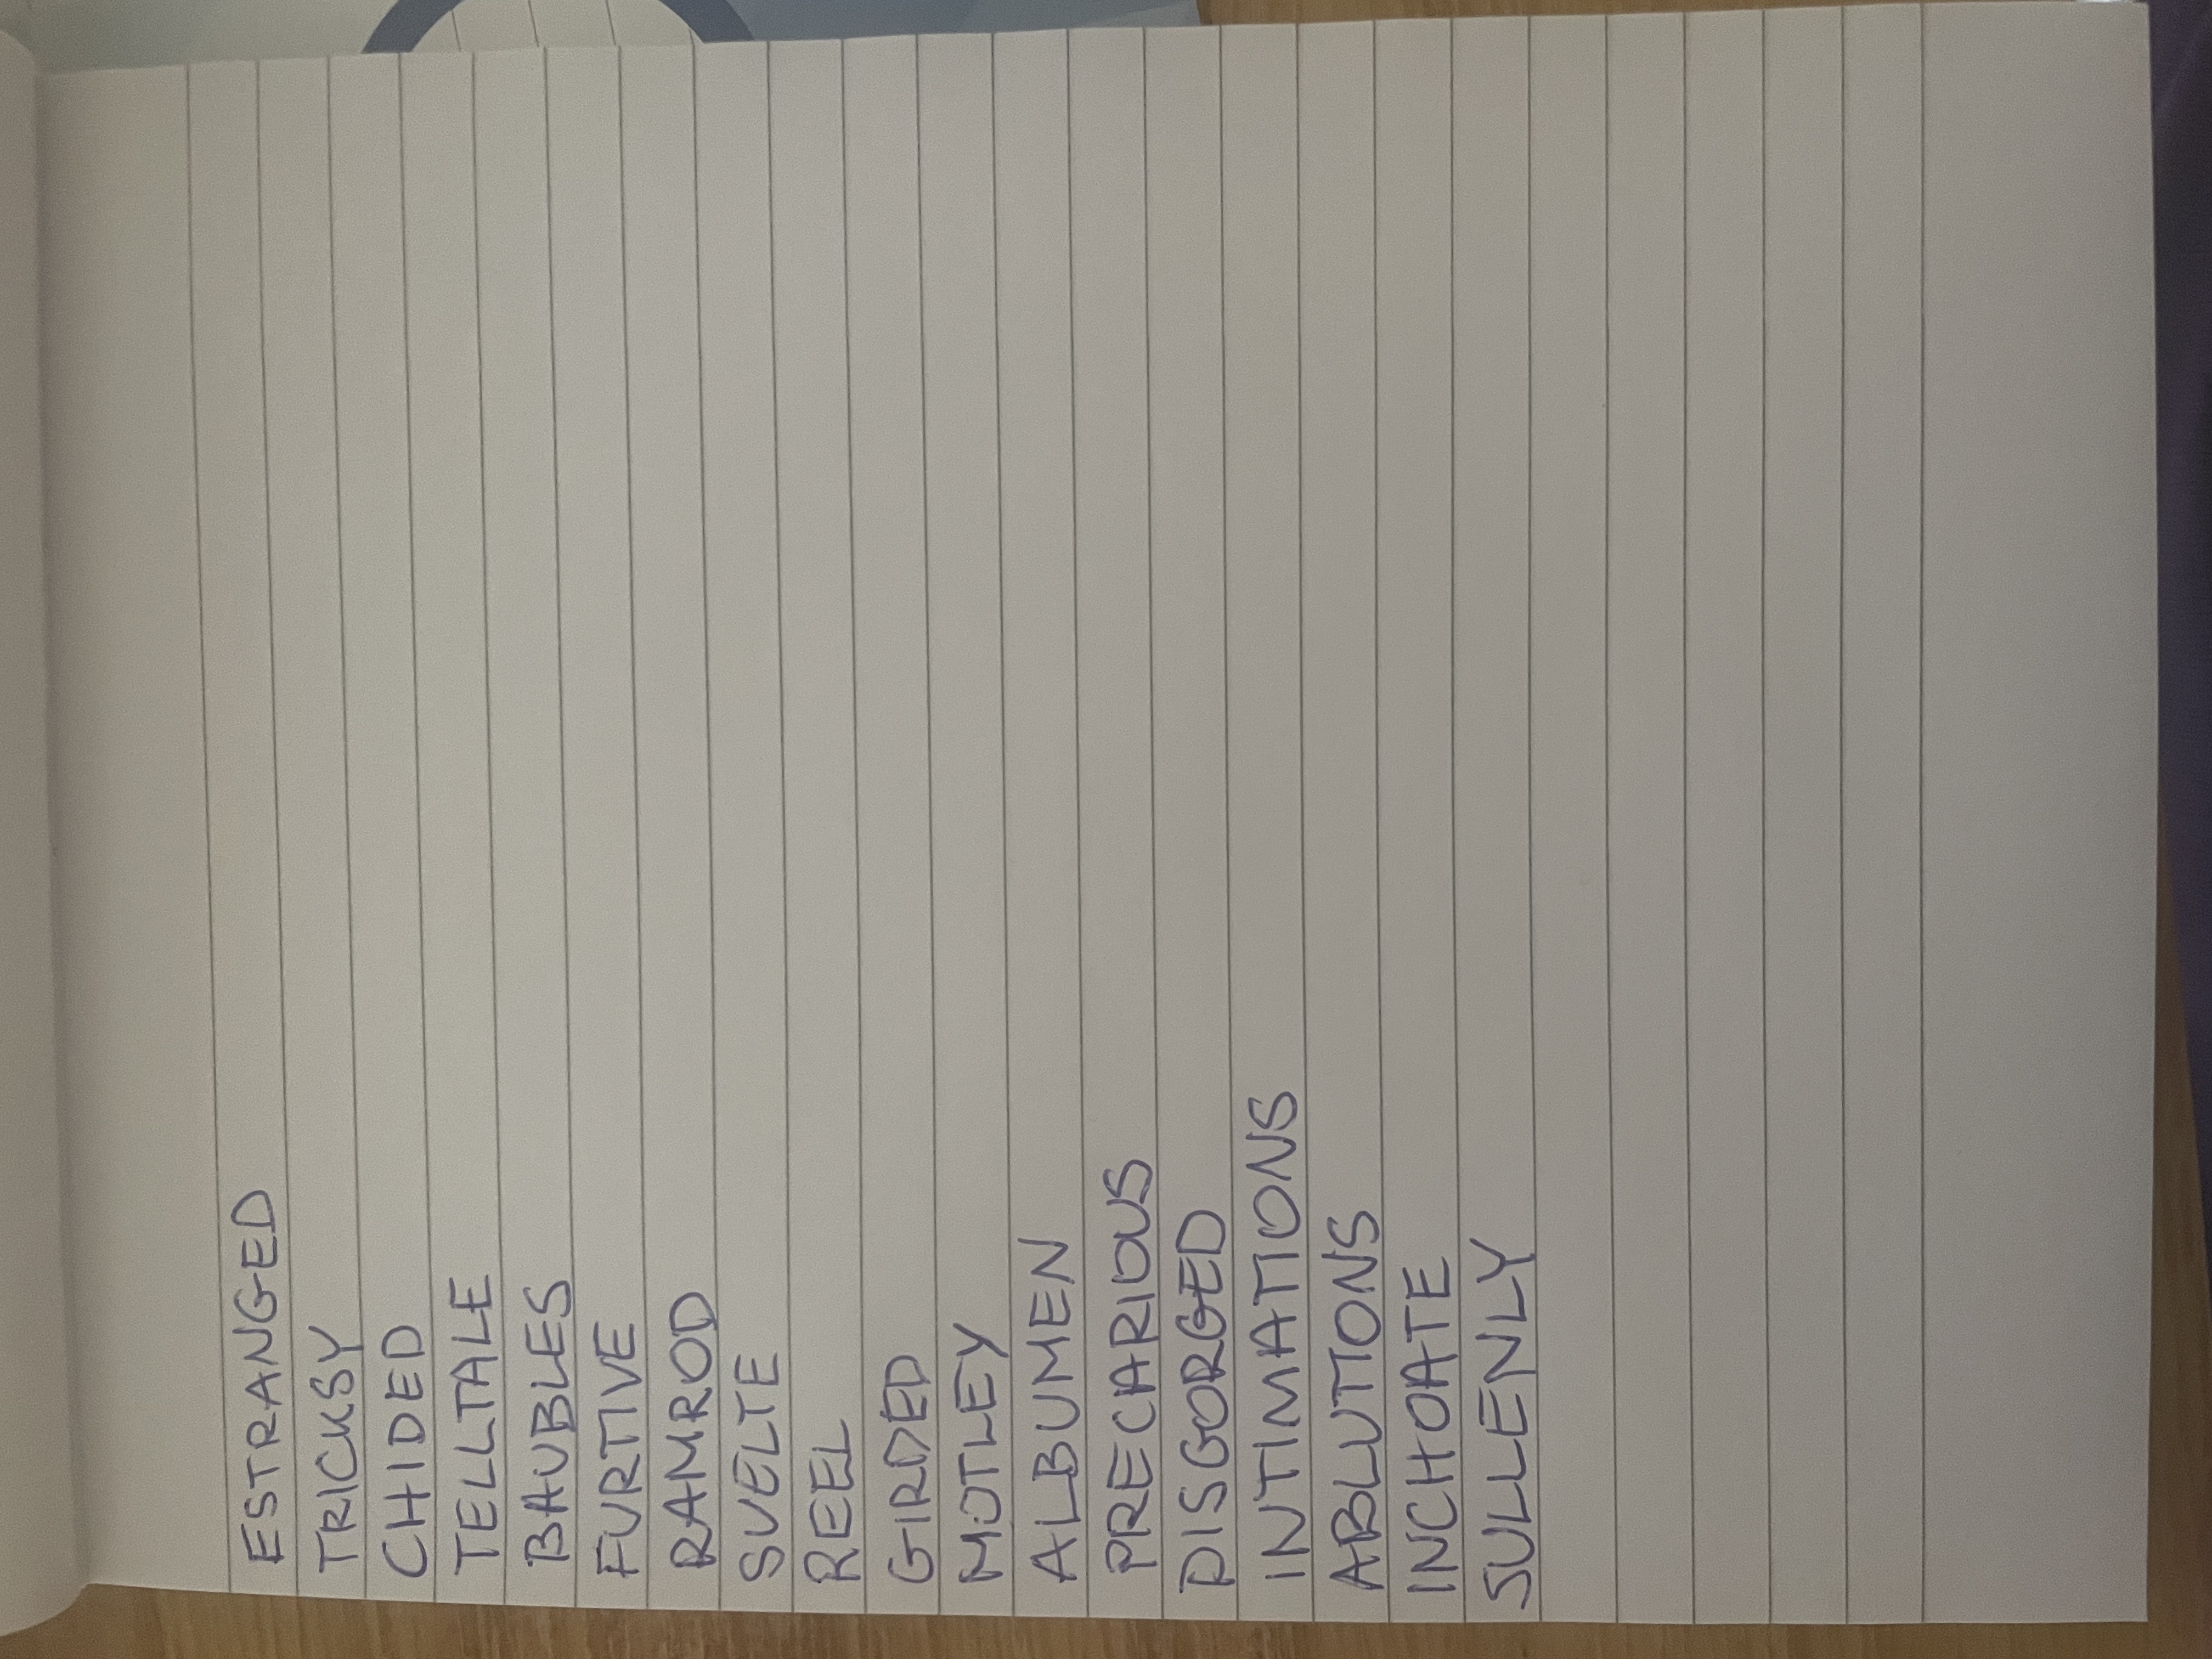 ESTRANGED
TRICKSY
CHIDED
TELLTALE
BAUBLES
FURTIVE
RAMROD
SVELTE
REEL
GIRDED
MOTLEY
ALBUMEN
PRECARIOUS
DISGORGED
INTIMATIONS
ABLUTIONS
INCHOATE
SULLENLY